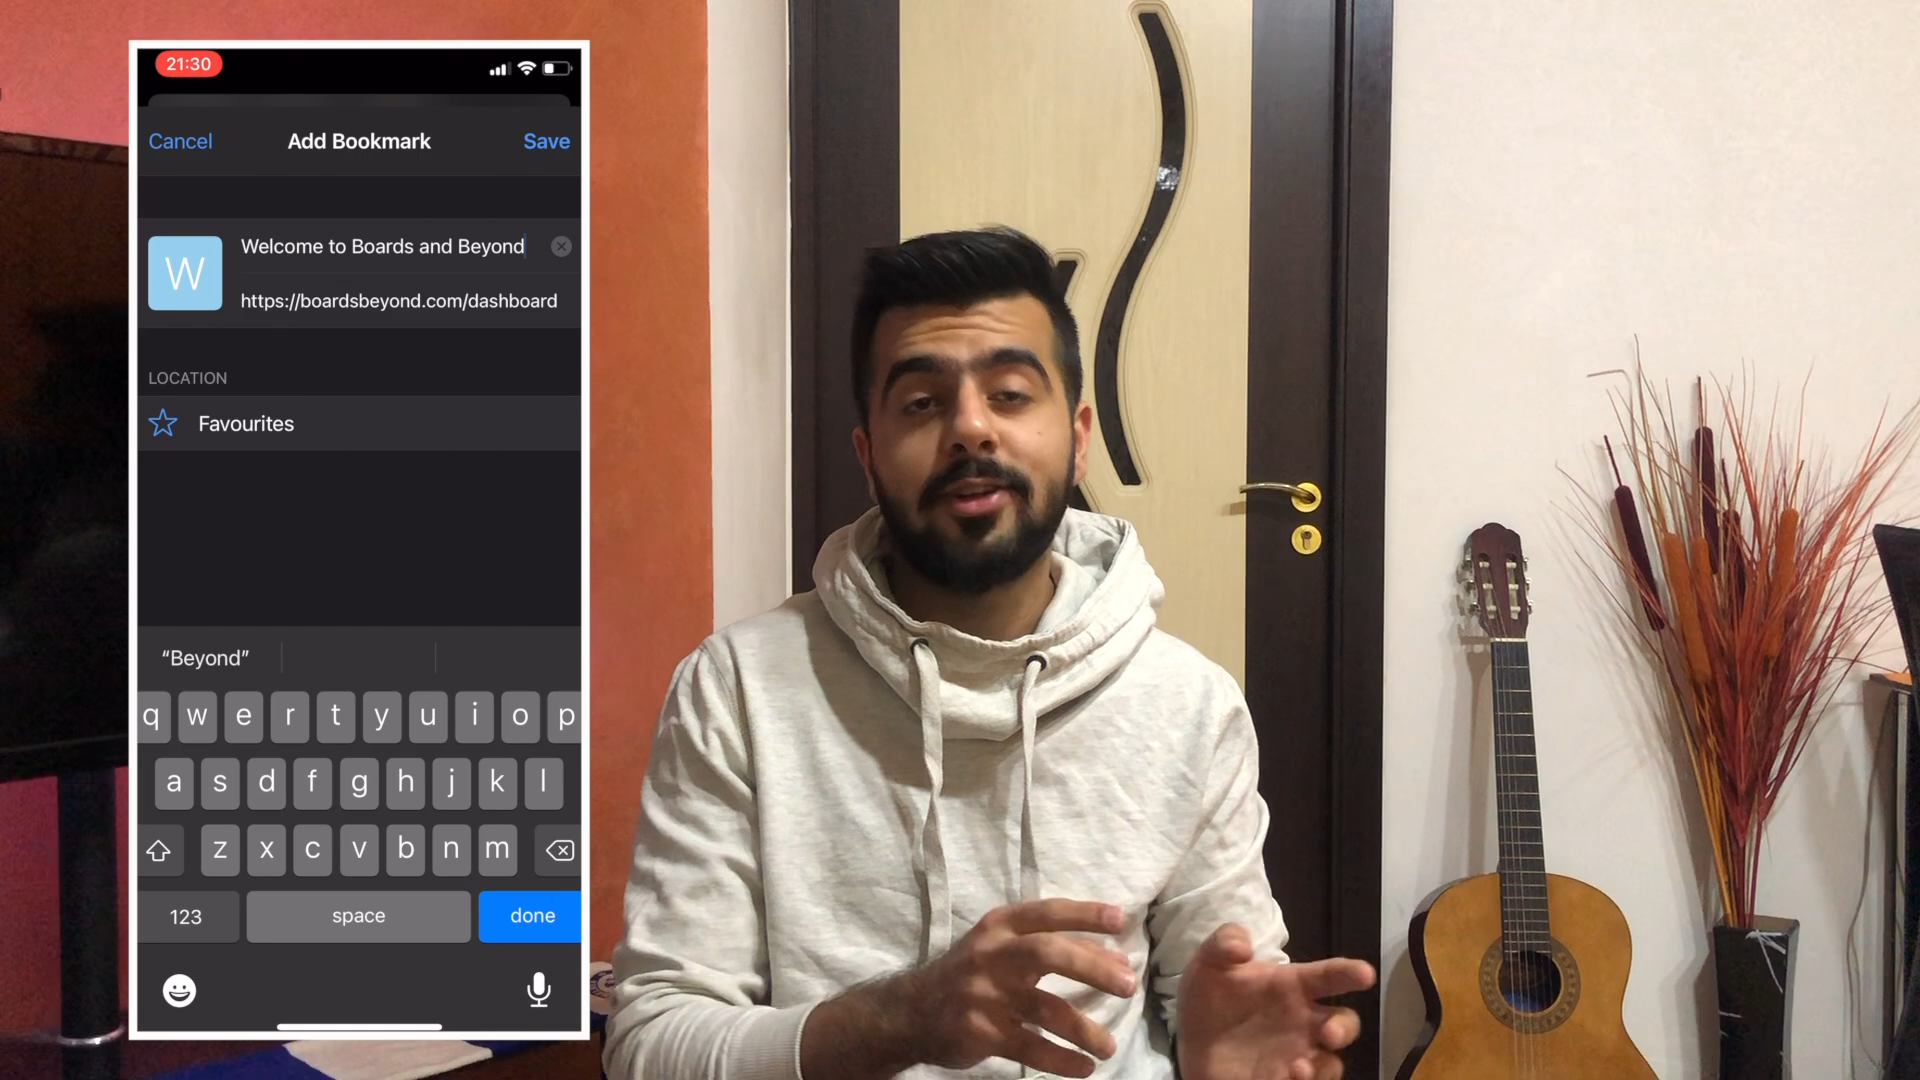 21:30
Cancel Add Bookmark Save
W
Welcome to Boards and Beyond
https://boardsbeyond.com/dashboard
LOCATION
Favourites
“Beyond”
q w e r t y u i o p
a s d f g h j k l
z x c v b n m
123 space done